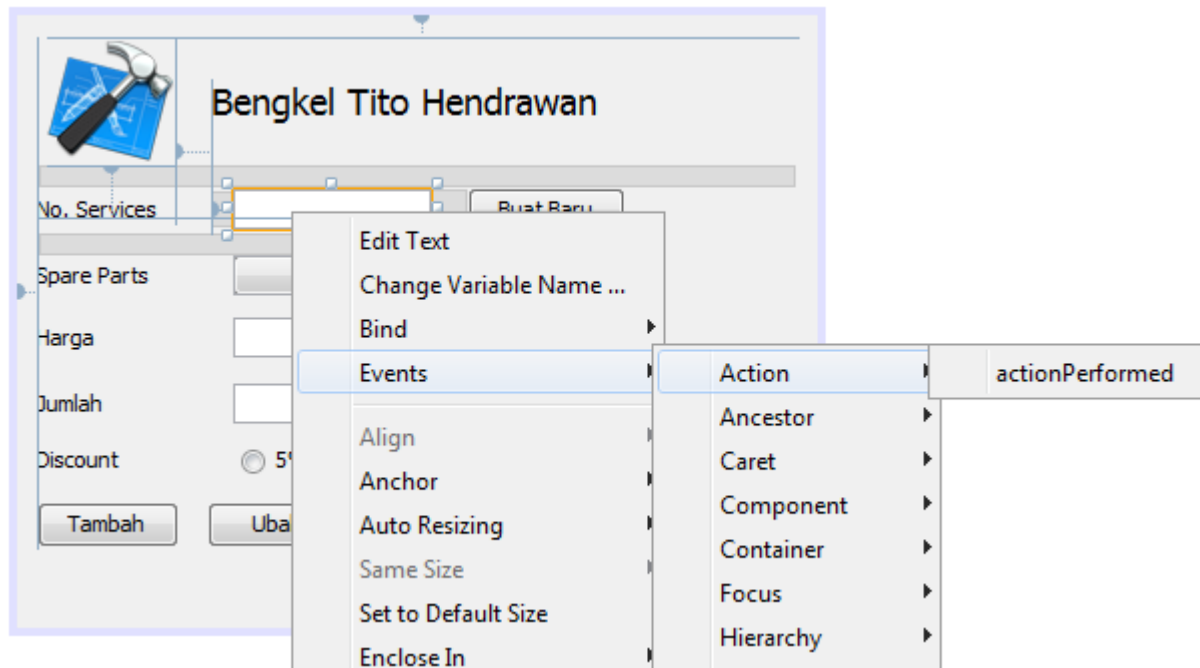 Bengkel Tito Hendrawan
No. Services
Buat Baru
Spare Parts
Harga
Jumlah
Discount
5
Tambah
Uba
Edit Text
Change Variable Name ...
Bind
Events
Align
Anchor
Auto Resizing
Same Size
Set to Default Size
Enclose In
Action
Ancestor
Caret
Component
Container
Focus
Hierarchy
actionPerformed